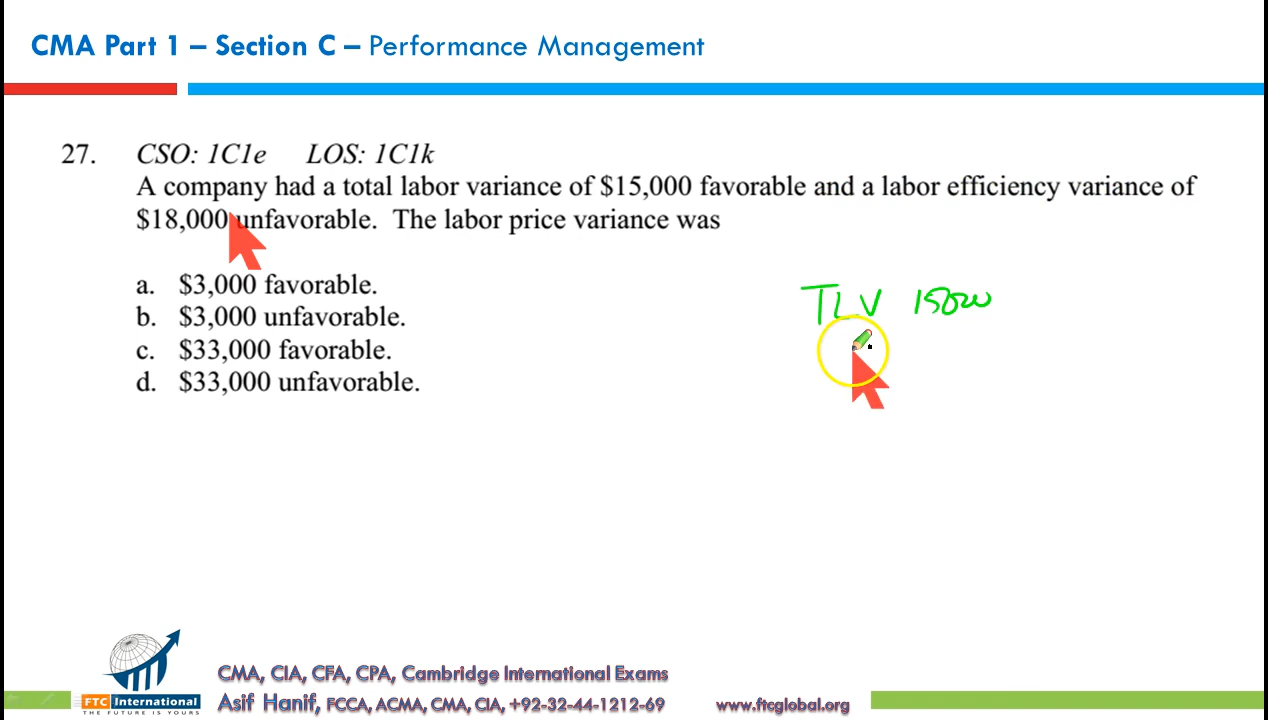 CMA Part 1 – Section C – Performance Management
27. CSO: 1C1e LOS: 1C1k
A company had a total labor variance of $15,000 favorable and a labor efficiency variance of
$18,000 unfavorable. The labor price variance was
a. $3,000 favorable.
b. $3,000 unfavorable.
c. $33,000 favorable.
d. $33,000 unfavorable.
TLV 15000
FTC International
THE FUTURE IS YOURS
CMA, CIA, CFA, CPA, Cambridge International Exams
Asif Hanif, FCCA, ACMA, CMA, CIA, +92-32-44-1212-69 www.ftcglobal.org